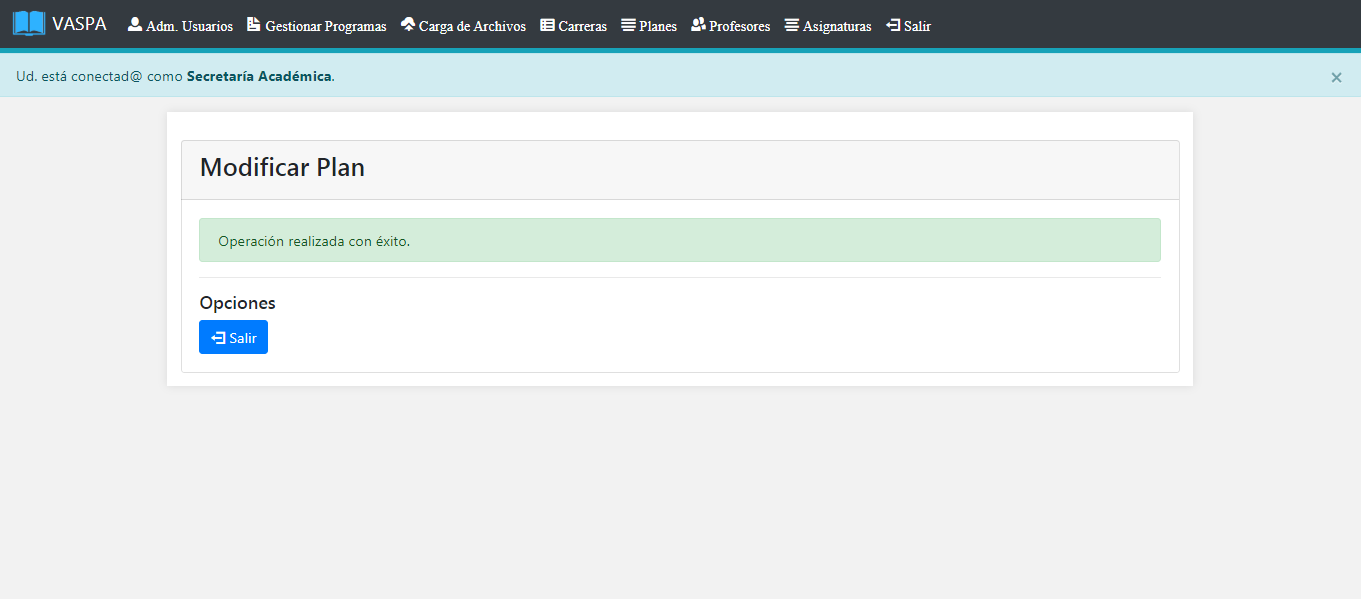 VASPA Adm. Usuarios Gestionar Programas Carga de Archivos Carreras Planes Profesores Asignaturas Salir
Ud. está conectad@ como Secretaría Académica. ×
Modificar Plan
Operación realizada con éxito.
Opciones
Salir